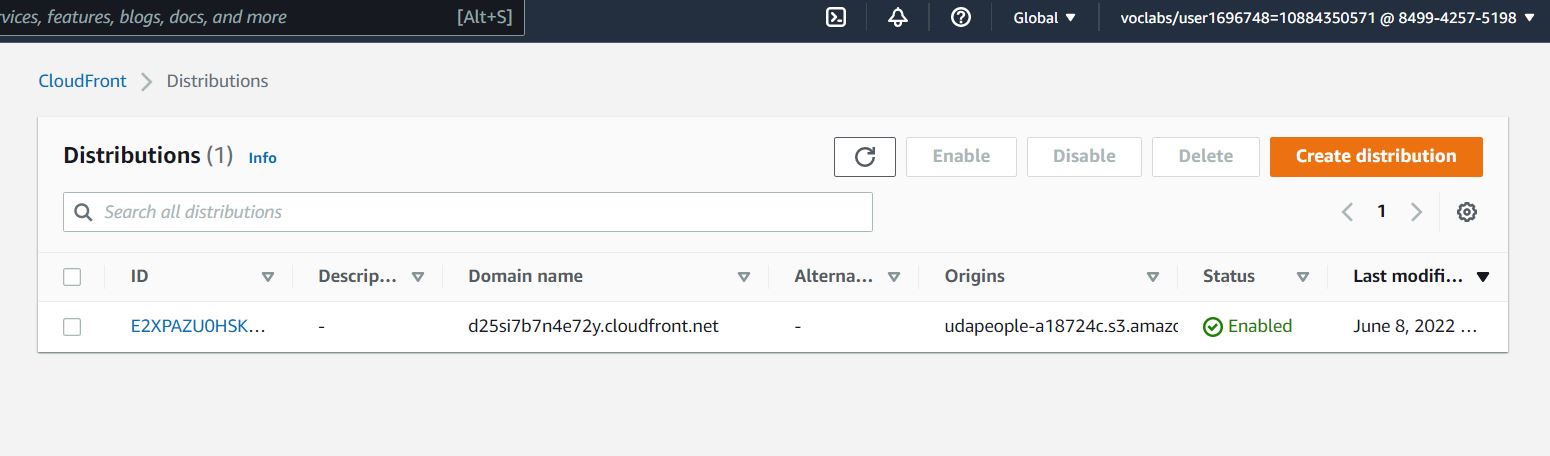 vices, features, blogs, docs, and more [Alt+S] Global voclabs/user1696748=10884350571 @ 8499-4257-5198
CloudFront Distributions
Distributions (1) Info Enable Disable Delete Create distribution
Search all distributions 1
ID Descrip... Domain name Alterna... Origins Status Last modifi...
E2XPAZU0HSK... - d25si7b7n4e72y.cloudfront.net - udapeople-a18724c.s3.amazo Enabled June 8, 2022 ...